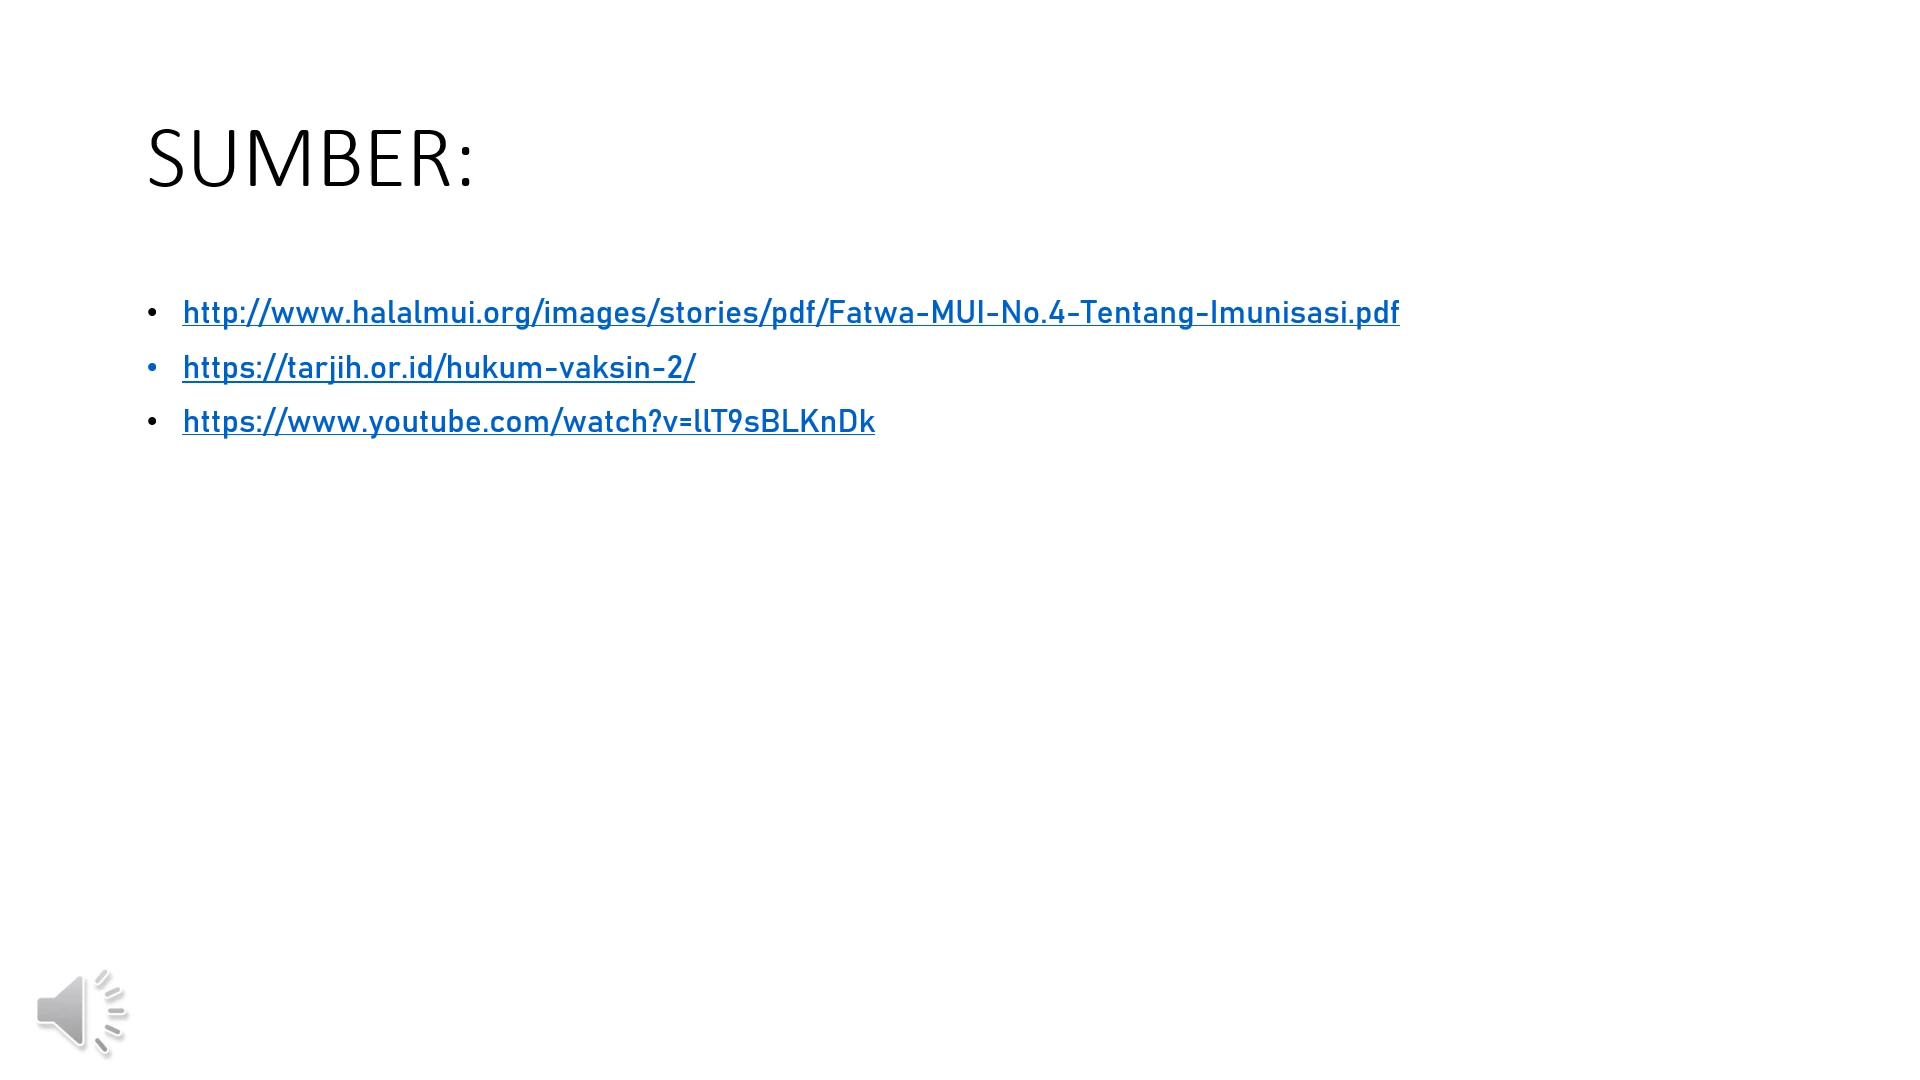 SUMBER:
• http://www.halalmui.org/images/stories/pdf/Fatwa-MUI-No.4-Tentang-Imunisasi.pdf
• https://tarjih.or.id/hukum-vaksin-2/
• https://www.youtube.com/watch?v=llT9sBLKnDk